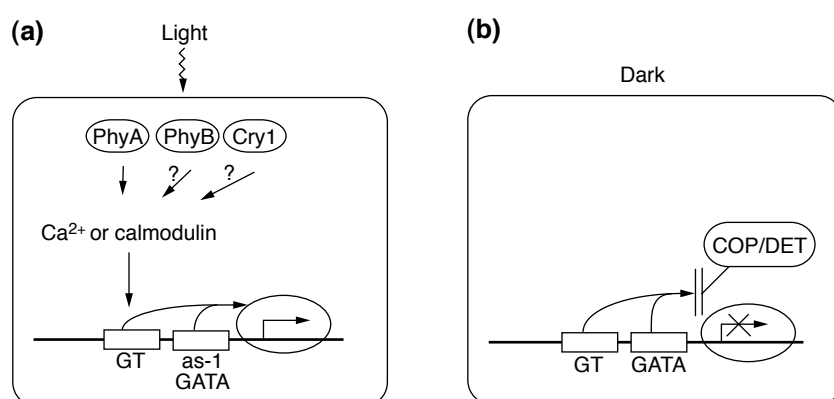 (a)
Light
PhyA PhyB Cry1
? ?
Ca²⁺ or calmodulin
GT as-1
GATA
(b)
Dark
COP/DET
GT GATA